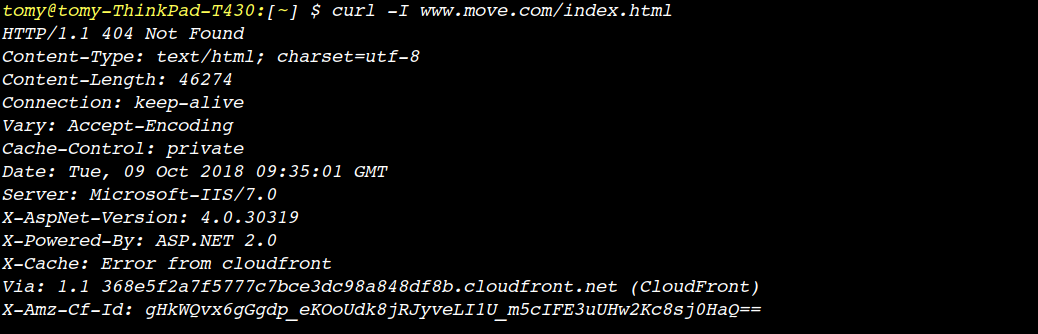 tomy@tomy-ThinkPad-T430:[~] $ curl -I www.move.com/index.html
HTTP/1.1 404 Not Found
Content-Type: text/html; charset=utf-8
Content-Length: 46274
Connection: keep-alive
Vary: Accept-Encoding
Cache-Control: private
Date: Tue, 09 Oct 2018 09:35:01 GMT
Server: Microsoft-IIS/7.0
X-AspNet-Version: 4.0.30319
X-Powered-By: ASP.NET 2.0
X-Cache: Error from cloudfront
Via: 1.1 368e5f2a7f5777c7bce3dc98a848df8b.cloudfront.net (CloudFront)
X-Amz-Cf-Id: gHkWQvx6gGgdp_eKOoUdk8jRJyveLI1U_m5cIFE3uUHw2Kc8sj0HaQ==